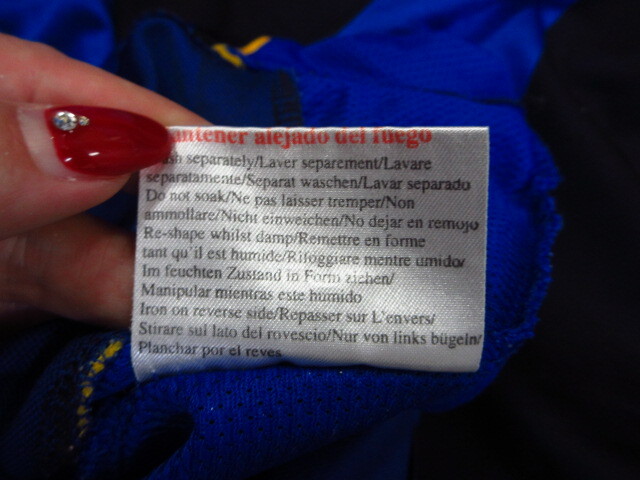 antener alejado del fuego
separately/Laver separement/Lavare
separatamente/Separat waschen/Lavar separado
Do not soak/Ne pas laisser tremper/Non
ammollare/Nicht einweichen/No dejar en remojo
Re-shape whilst damp/Remettre en forme
tant qu'il est humide/Rifoggiare mentre umido/
Im feuchten Zustand in Form ziehen/
Manipular mientras este humido
Iron on reverse side/Repasser sur L'envers/
Stirare sul lato del rovescio/Nur von links bügeln/
Planchar por el reves